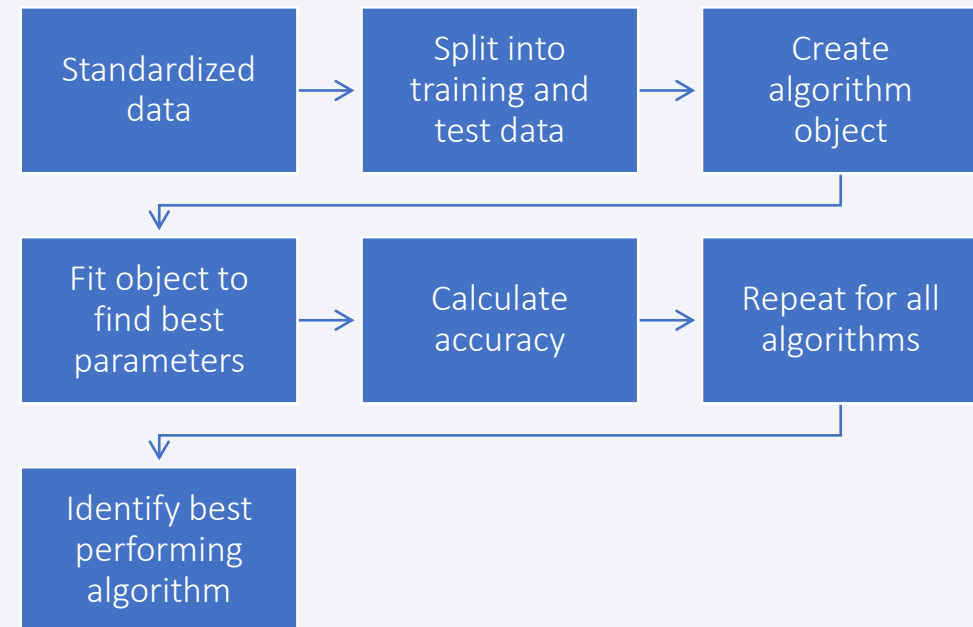 Standardized
data
Split into
training and
test data
Create
algorithm
object
Fit object to
find best
parameters
Calculate
accuracy
Repeat for all
algorithms
Identify best
performing
algorithm